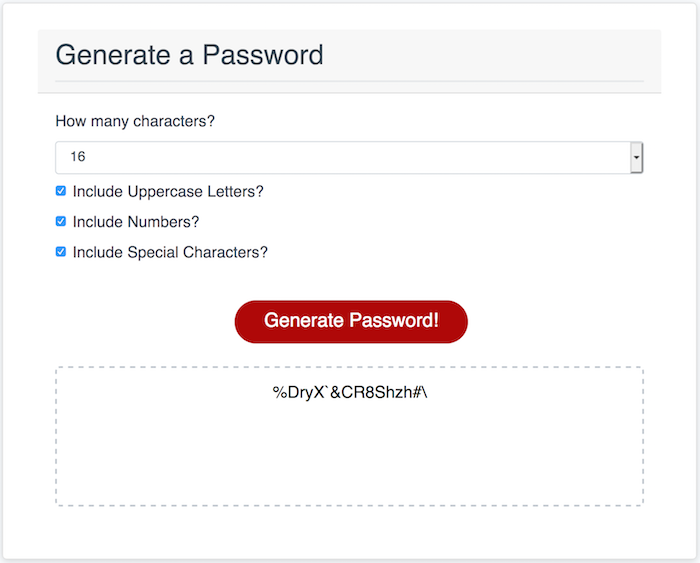 Generate a Password
How many characters?
16
Include Uppercase Letters?
Include Numbers?
Include Special Characters?
Generate Password!
%DryX`&CR8Shzh#\